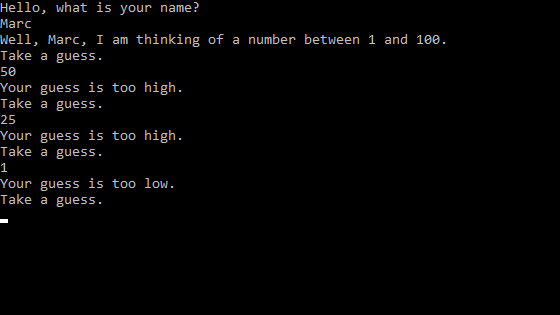 Hello, what is your name?
Marc
Well, Marc, I am thinking of a number between 1 and 100.
Take a guess.
50
Your guess is too high.
Take a guess.
25
Your guess is too high.
Take a guess.
1
Your guess is too low.
Take a guess.